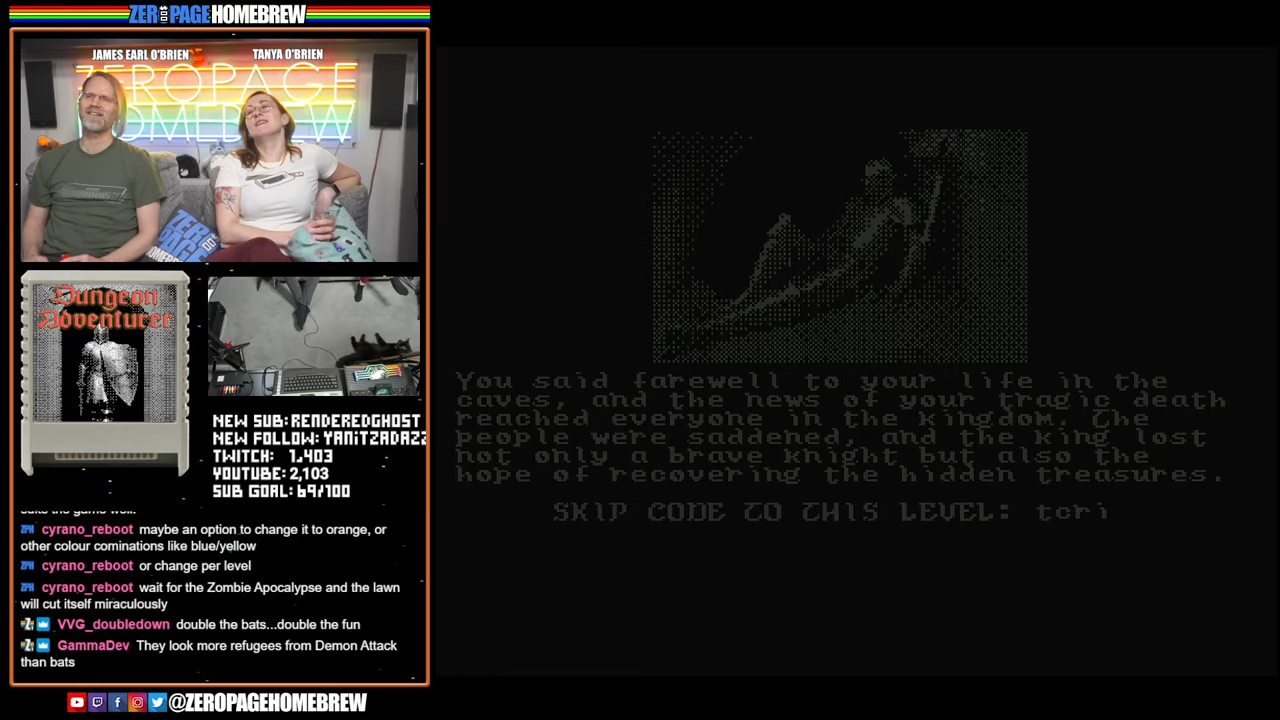 ZEROPAGEHOMEBREW
JAMES EARL O'BRIEN
TANYA O'BRIEN
ZEROPAGE
HOMEBREW
Dungeon
Adventurer
NEW SUB: RENDEREDGHOST
NEW FOLLOW: YANITZADAZZ
TWITCH: 1,403
YOUTUBE: 2,103
SUB GOAL: 69/100
suits the game well.
cyrano_reboot maybe an option to change it to orange, or
other colour cominations like blue/yellow
cyrano_reboot or change per level
cyrano_reboot wait for the Zombie Apocalypse and the lawn
will cut itself miraculously
VVG_doubledown double the bats...double the fun
GammaDev They look more refugees from Demon Attack
than bats
@ZEROPAGEHOMEBREW
You said farewell to your life in the
caves, and the news of your tragic death
reached everyone in the kingdom. The
people were saddened, and the king lost
not only a brave knight but also the
hope of recovering the hidden treasures.
SKIP CODE TO THIS LEVEL: tori